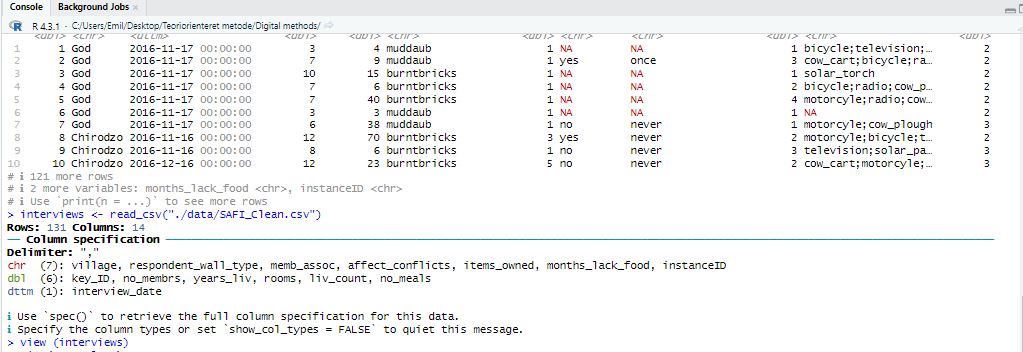 Console Background Jobs ×
R 4.3.1 · C:/Users/Emil/Desktop/Teoriorienteret metode/Digital methods/
<dbl> <chr> <dttm> <dbl> <dbl> <chr> <dbl> <chr> <chr> <dbl> <chr> <dbl>
1 1 God 2016-11-17 00:00:00 3 4 muddaub 1 NA NA 1 bicycle;television;… 2
2 2 God 2016-11-17 00:00:00 7 9 muddaub 1 yes once 3 cow_cart;bicycle;ra… 2
3 3 God 2016-11-17 00:00:00 10 15 burntbricks 1 NA NA 1 solar_torch 2
4 4 God 2016-11-17 00:00:00 7 6 burntbricks 1 NA NA 2 bicycle;radio;cow_p… 2
5 5 God 2016-11-17 00:00:00 7 40 burntbricks 1 NA NA 4 motorcyle;radio;cow… 2
6 6 God 2016-11-17 00:00:00 3 3 muddaub 1 NA NA 1 NA 2
7 7 God 2016-11-17 00:00:00 6 38 muddaub 1 no never 1 motorcyle;cow_plough 3
8 8 Chirodzo 2016-11-16 00:00:00 12 70 burntbricks 3 yes never 2 motorcyle;bicycle;t… 2
9 9 Chirodzo 2016-11-16 00:00:00 8 6 burntbricks 1 no never 3 television;solar_pa… 3
10 10 Chirodzo 2016-12-16 00:00:00 12 23 burntbricks 5 no never 2 cow_cart;motorcyle;… 3
# ℹ 121 more rows
# ℹ 2 more variables: months_lack_food <chr>, instanceID <chr>
# ℹ Use `print(n = ...)` to see more rows
> interviews <- read_csv("./data/SAFI_Clean.csv")
Rows: 131 Columns: 14
── Column specification ──
Delimiter: ","
chr (7): village, respondent_wall_type, memb_assoc, affect_conflicts, items_owned, months_lack_food, instanceID
dbl (6): key_ID, no_membrs, years_liv, rooms, liv_count, no_meals
dttm (1): interview_date
ℹ Use `spec()` to retrieve the full column specification for this data.
ℹ Specify the column types or set `show_col_types = FALSE` to quiet this message.
> view (interviews)